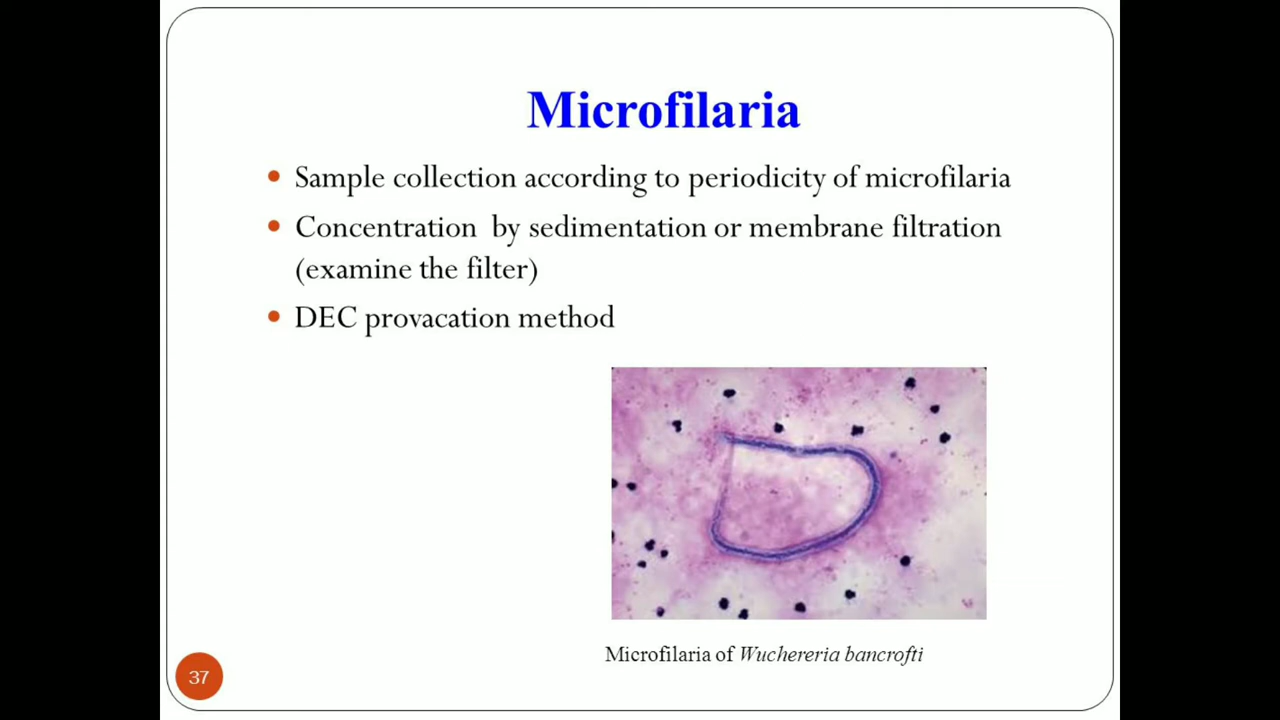 Microfilaria
• Sample collection according to periodicity of microfilaria
• Concentration by sedimentation or membrane filtration
(examine the filter)
• DEC provacation method
Microfilaria of Wuchereria bancrofti
37